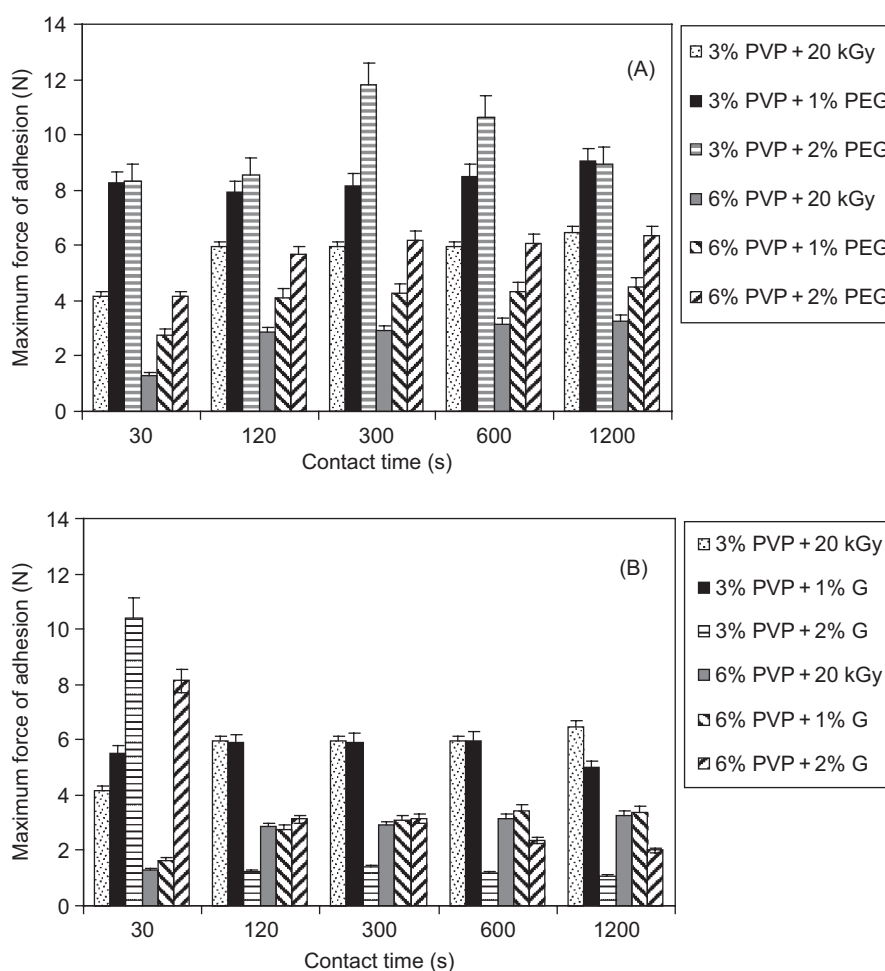 14
12
10
8
6
4
2
0
Maximum force of adhesion (N)
(A)
30 120 300 600 1200
Contact time (s)
3% PVP + 20 kGy
3% PVP + 1% PEG
3% PVP + 2% PEG
6% PVP + 20 kGy
6% PVP + 1% PEG
6% PVP + 2% PEG
14
12
10
8
6
4
2
0
Maximum force of adhesion (N)
(B)
30 120 300 600 1200
Contact time (s)
3% PVP + 20 kGy
3% PVP + 1% G
3% PVP + 2% G
6% PVP + 20 kGy
6% PVP + 1% G
6% PVP + 2% G